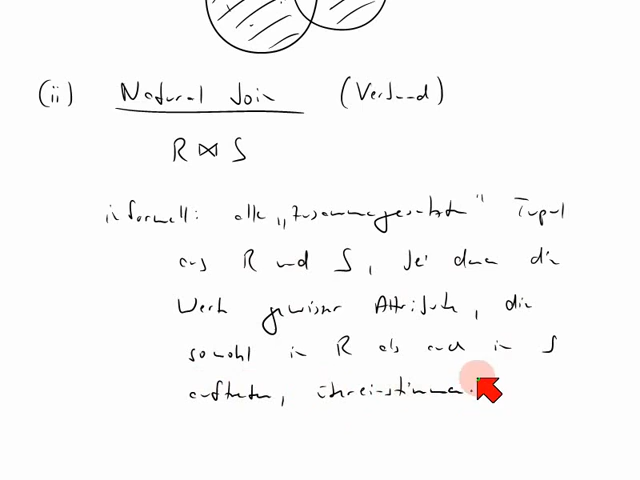 (ii) Natural Join (Verbund)
R ⋈ S
informell: alle „zusammengesetzten" Tupel
aus R und S, bei denen die
Werte gewisser Attribute, die
sowohl in R als auch in S
auftreten, übereinstimmen.